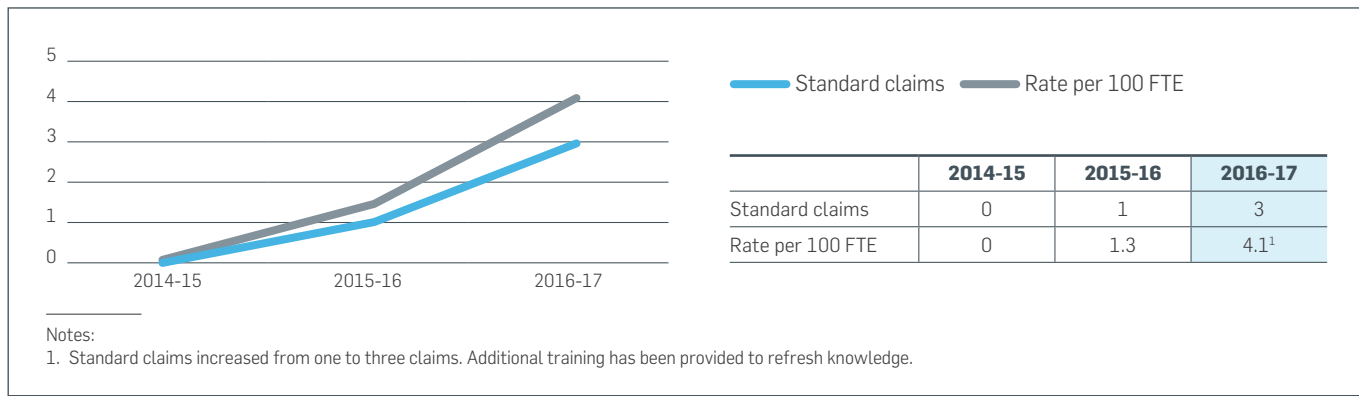 5
4
3
2
1
0
2014-15 2015-16 2016-17
Standard claims Rate per 100 FTE
2014-15 2015-16 2016-17
Standard claims 0 1 3
Rate per 100 FTE 0 1.3 4.1¹
Notes:
1. Standard claims increased from one to three claims. Additional training has been provided to refresh knowledge.